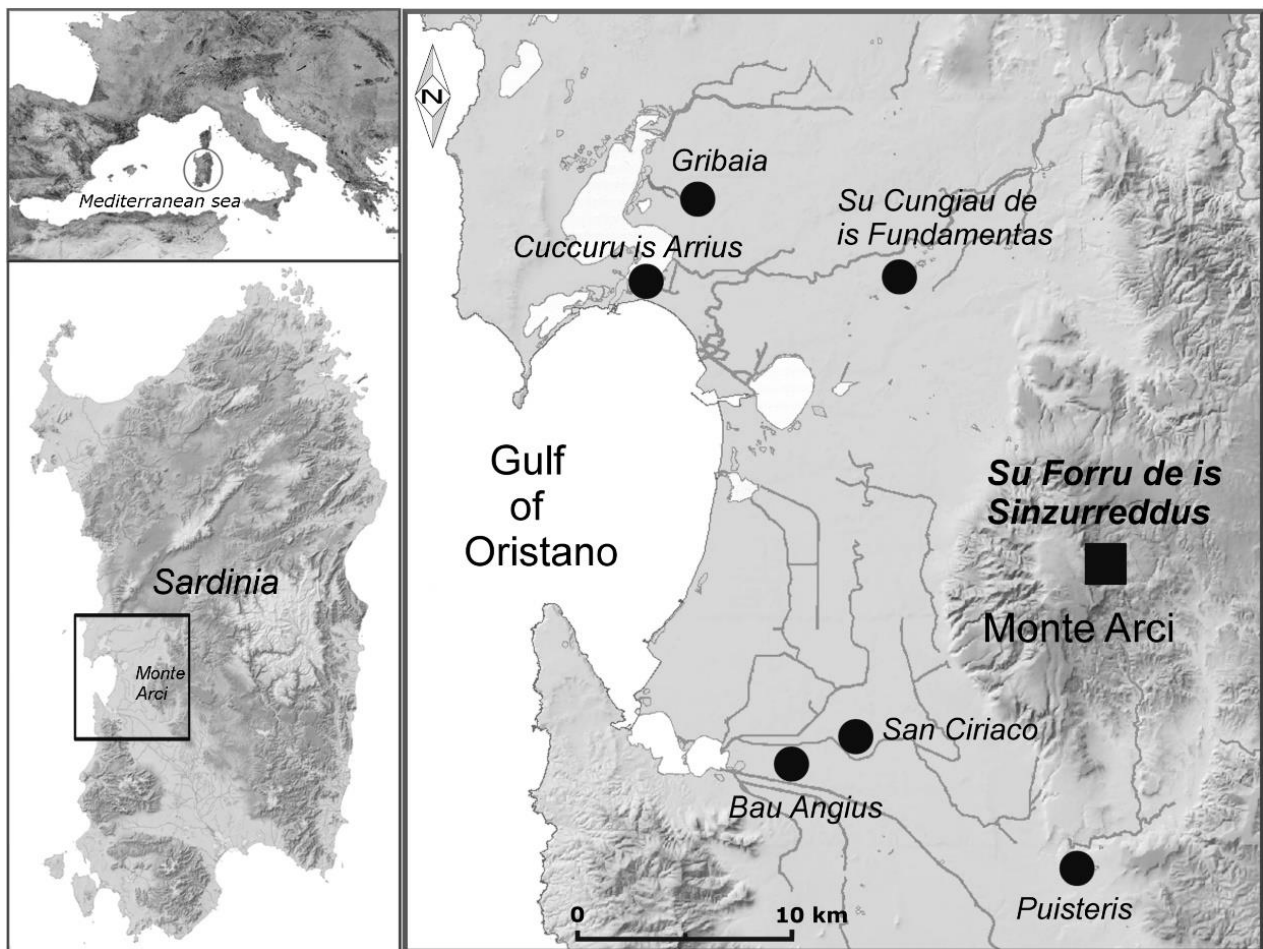 Mediterranean sea
Sardinia
Monte
Arci
N
Gribaia
Su Cungiau de
is Fundamentas
Cuccuru is Arrius
Gulf
of
Oristano
Su Forru de is
Sinzurreddus
Monte Arci
San Ciriaco
Bau Angius
Puisteris
0 10 km